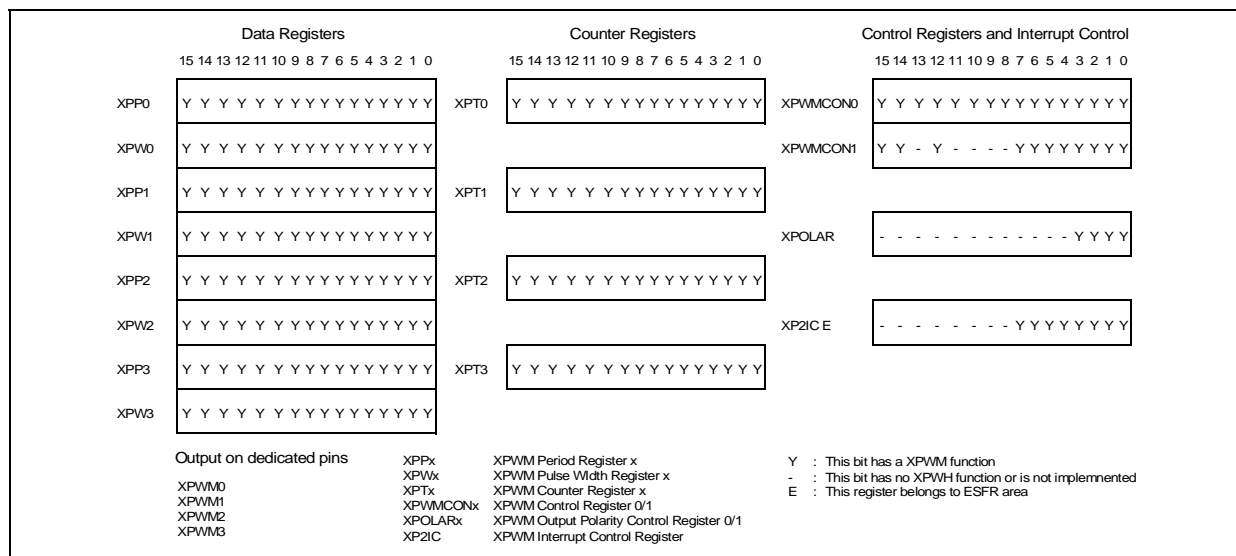 Data Registers Counter Registers Control Registers and Interrupt Control
15 14 13 12 11 10 9 8 7 6 5 4 3 2 1 0 15 14 13 12 11 10 9 8 7 6 5 4 3 2 1 0 15 14 13 12 11 10 9 8 7 6 5 4 3 2 1 0
XPP0 Y Y Y Y Y Y Y Y Y Y Y Y Y Y Y Y XPT0 Y Y Y Y Y Y Y Y Y Y Y Y Y Y Y Y XPWMCON0 Y Y Y Y Y Y Y Y Y Y Y Y Y Y Y Y
XPW0 Y Y Y Y Y Y Y Y Y Y Y Y Y Y Y Y XPWMCON1 Y Y - Y - - - - Y Y Y Y Y Y Y Y
XPP1 Y Y Y Y Y Y Y Y Y Y Y Y Y Y Y Y XPT1 Y Y Y Y Y Y Y Y Y Y Y Y Y Y Y Y
XPW1 Y Y Y Y Y Y Y Y Y Y Y Y Y Y Y Y XPOLAR - - - - - - - - - - - - Y Y Y Y
XPP2 Y Y Y Y Y Y Y Y Y Y Y Y Y Y Y Y XPT2 Y Y Y Y Y Y Y Y Y Y Y Y Y Y Y Y
XPW2 Y Y Y Y Y Y Y Y Y Y Y Y Y Y Y Y XP2IC E - - - - - - - - Y Y Y Y Y Y Y Y
XPP3 Y Y Y Y Y Y Y Y Y Y Y Y Y Y Y Y XPT3 Y Y Y Y Y Y Y Y Y Y Y Y Y Y Y Y
XPW3 Y Y Y Y Y Y Y Y Y Y Y Y Y Y Y Y
Output on dedicated pins
XPWM0
XPWM1
XPWM2
XPWM3
XPPx XPWM Period Register x
XPWx XPWM Pulse WIdth Register x
XPTx XPWM Counter Register x
XPWMCONx XPWM Control Register 0/1
XPOLARx XPWM Output Polarity Control Register 0/1
XP2IC XPWM Interrupt Control Register
Y : This bit has a XPWM function
- : This bit has no XPWH function or is not implemnented
E : This register belongs to ESFR area